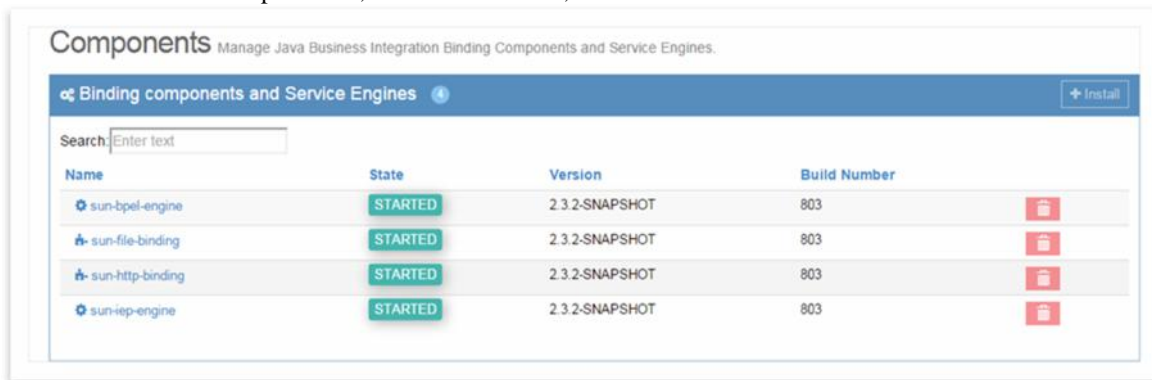 Components Manage Java Business Integration Binding Components and Service Engines.
Binding components and Service Engines 4 + Install
Search: Enter text
Name State Version Build Number
sun-bpel-engine STARTED 2.3.2-SNAPSHOT 803
sun-file-binding STARTED 2.3.2-SNAPSHOT 803
sun-http-binding STARTED 2.3.2-SNAPSHOT 803
sun-iep-engine STARTED 2.3.2-SNAPSHOT 803